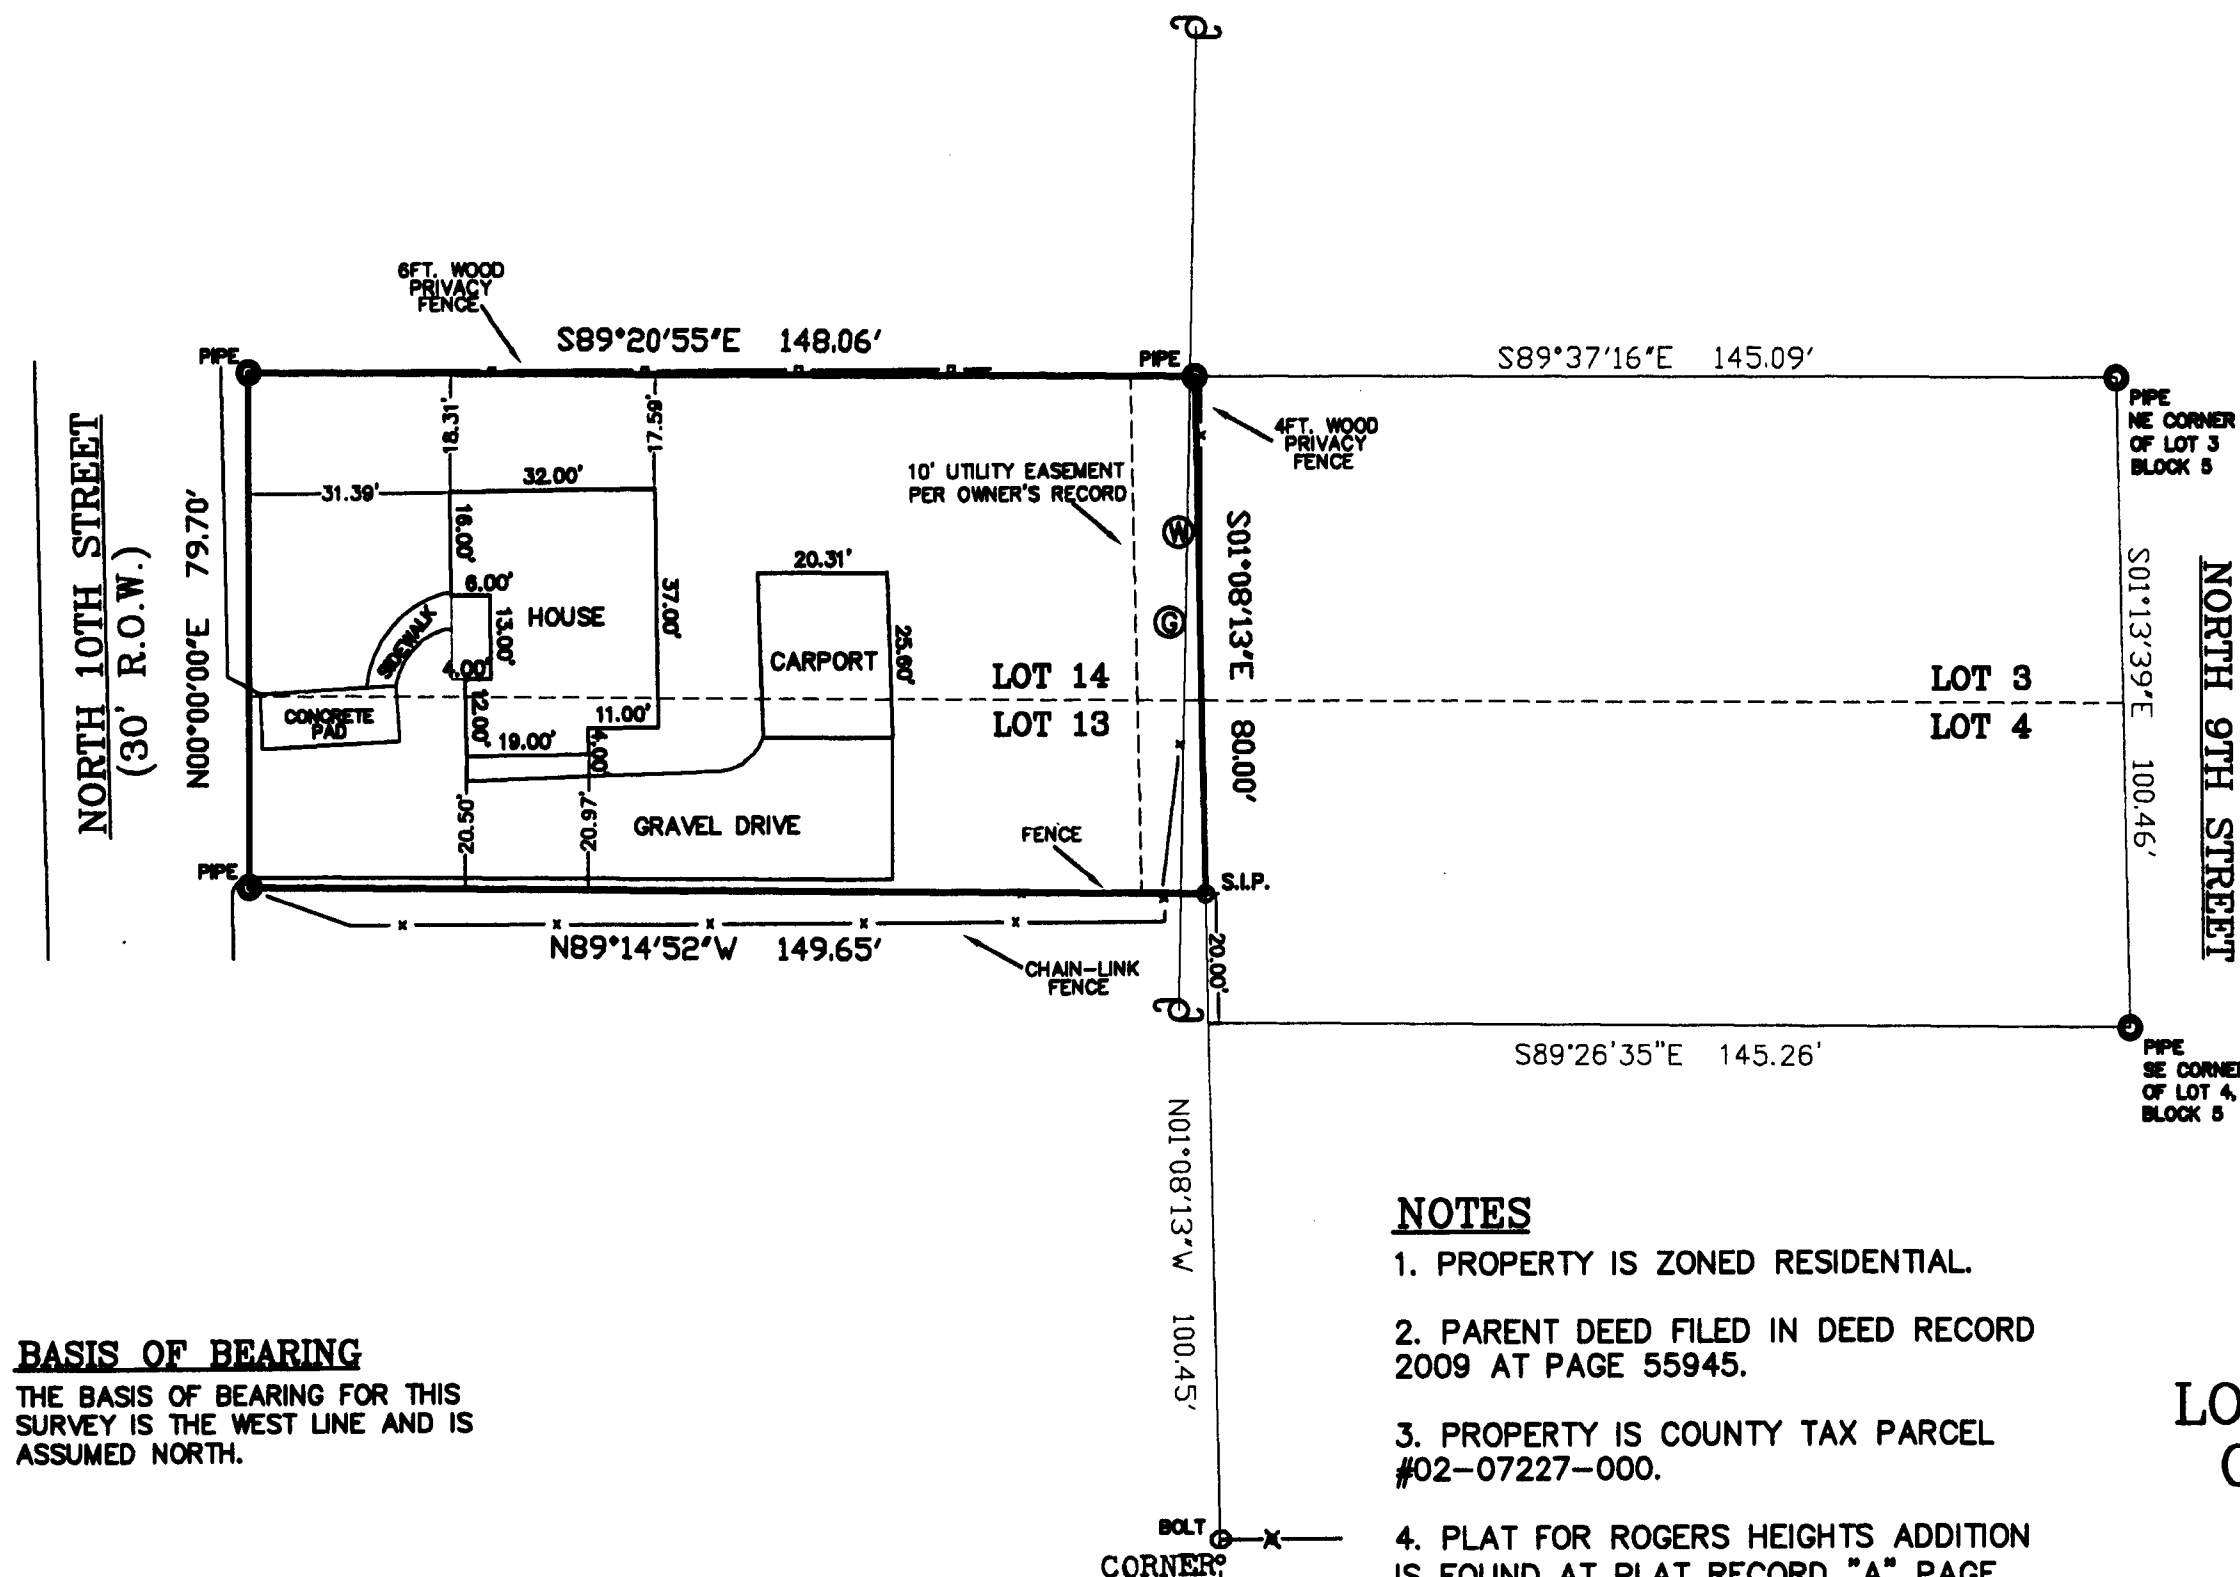 6FT. WOOD
PRIVACY
FENCE
S89°20'55"E 148.06'
PIPE
PIPE
S89°37'16"E 145.09'
PIPE
NE CORNER
OF LOT 3
BLOCK 5
4FT. WOOD
PRIVACY
FENCE
10' UTILITY EASEMENT
PER OWNER'S RECORD
NORTH 10TH STREET
(30' R.O.W.)
N00°00'00"E 79.70'
18.31'
17.59'
31.39'
32.00'
16.00'
6.00'
13.00'
HOUSE
37.00'
SIDEWALK
4.00'
12.00'
CONCRETE
PAD
19.00'
11.00'
4.00'
20.31'
CARPORT
25.60'
W
G
S01°08'13"E 80.00'
LOT 14
LOT 13
LOT 3
LOT 4
S01°13'39"E 100.46'
NORTH 9TH STREET
20.50'
20.97'
GRAVEL DRIVE
FENCE
PIPE
S.I.P.
N89°14'52"W 149.65'
CHAIN-LINK
FENCE
20.00'
S89°26'35"E 145.26'
PIPE
SE CORNER
OF LOT 4,
BLOCK 5
N01°08'13"W 100.45'
BOLT
CORNER
BASIS OF BEARING
THE BASIS OF BEARING FOR THIS
SURVEY IS THE WEST LINE AND IS
ASSUMED NORTH.
NOTES
1. PROPERTY IS ZONED RESIDENTIAL.
2. PARENT DEED FILED IN DEED RECORD
2009 AT PAGE 55945.
3. PROPERTY IS COUNTY TAX PARCEL
#02-07227-000.
4. PLAT FOR ROGERS HEIGHTS ADDITION
IS FOUND AT PLAT RECORD "A" PAGE